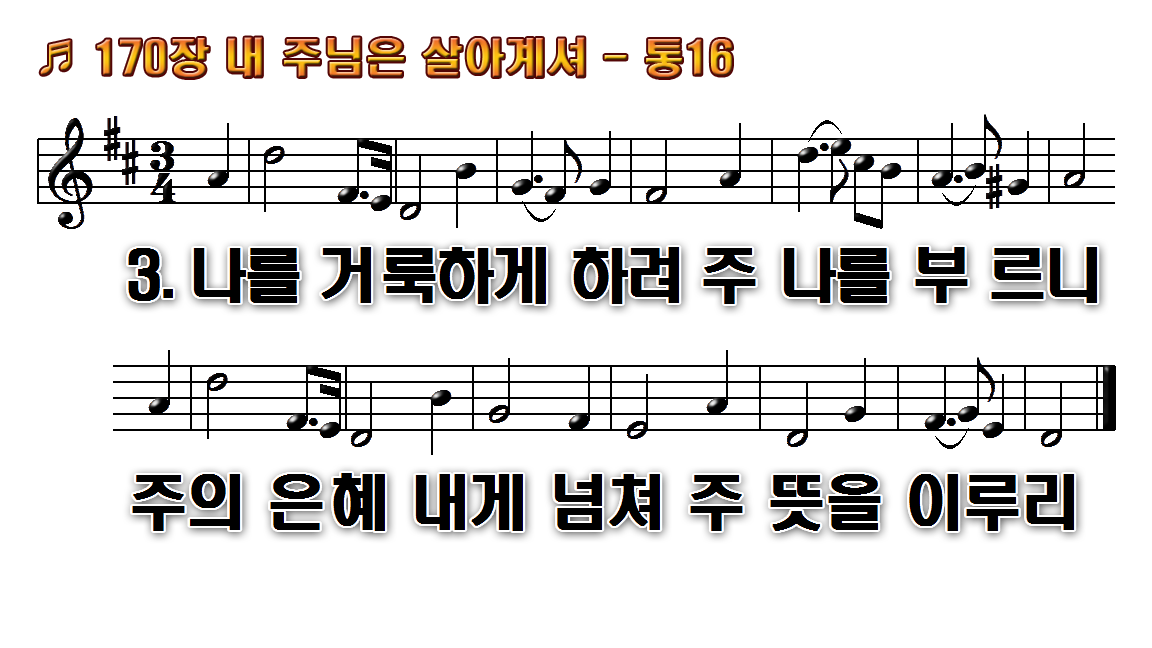 ♬ 170장 내 주님은 살아계셔 - 통16
3. 나를 거룩하게 하려 주 나를 부 르니
주의 은혜 내게 넘쳐 주 뜻을 이루리